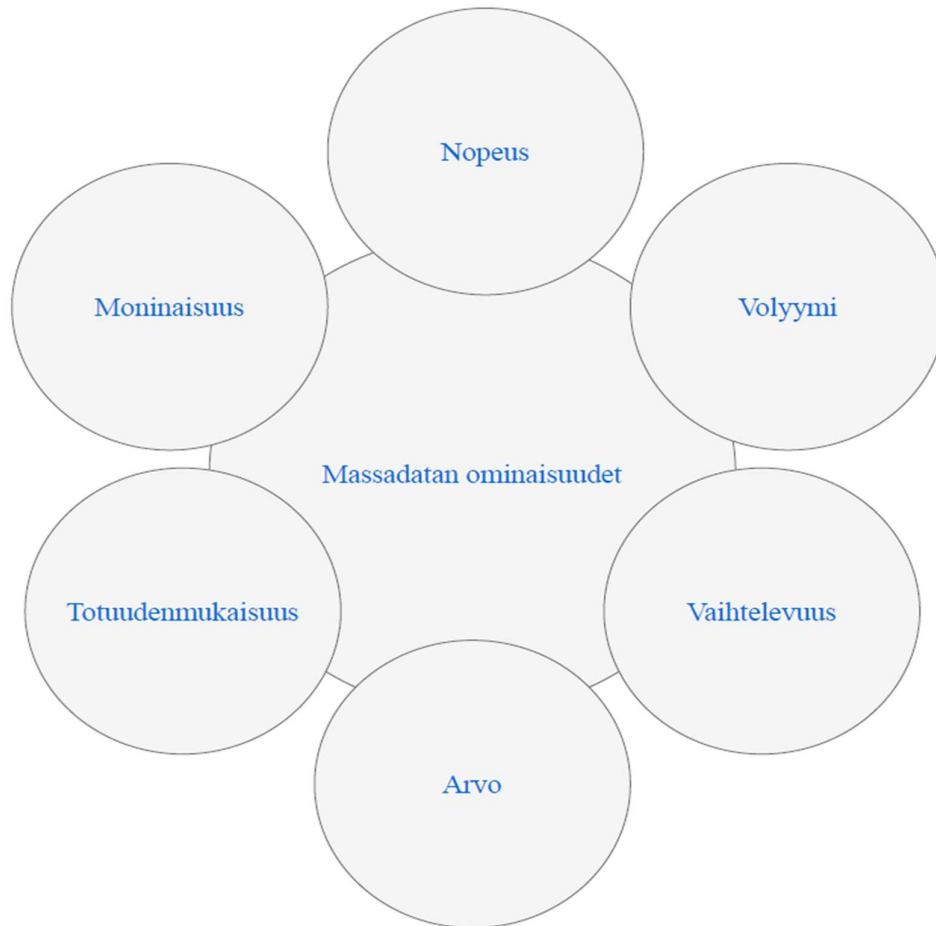 Nopeus
Moninaisuus
Volyymi
Massadatan ominaisuudet
Totuudenmukaisuus
Vaihtelevuus
Arvo